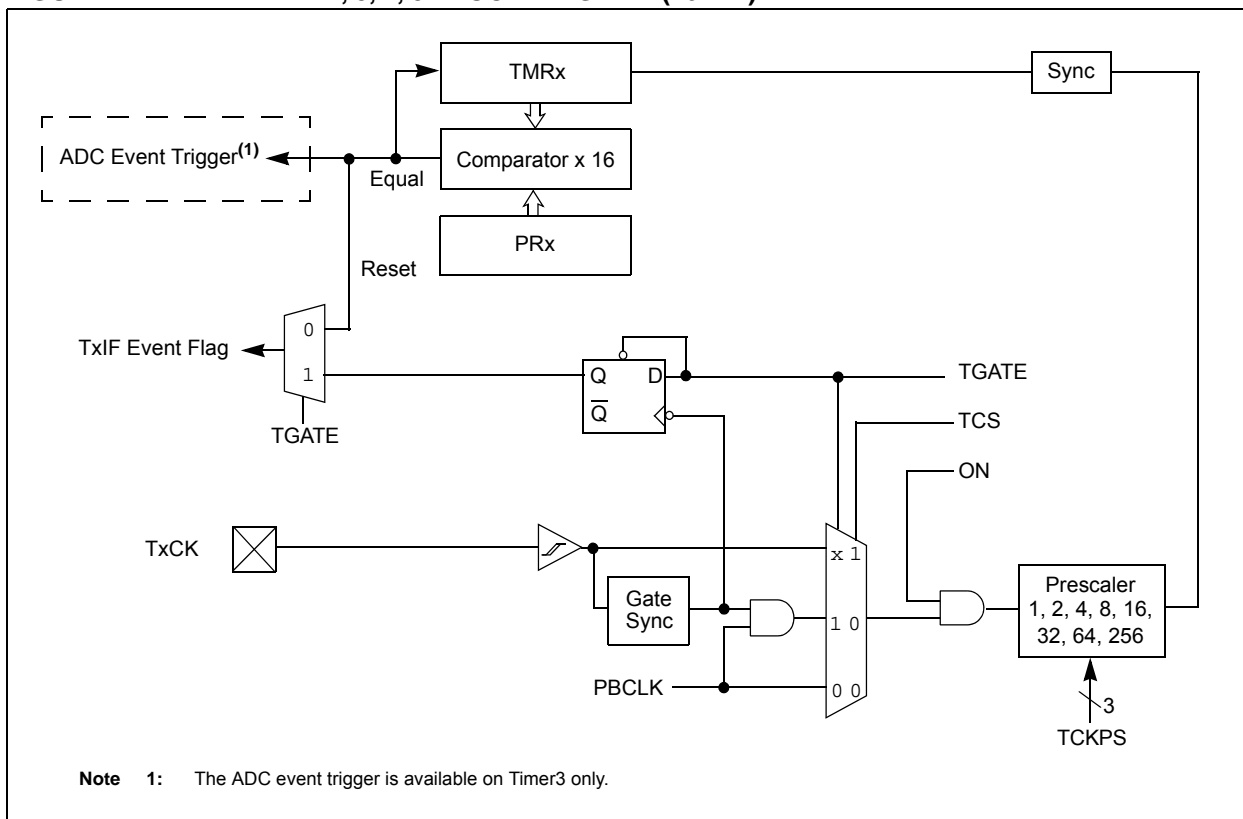 TMRx
Sync
ADC Event Trigger(1)
Equal
Comparator x 16
PRx
Reset
0
TxIF Event Flag
1
Q D
Q
TGATE
TGATE
TCS
ON
TxCK
x 1
Gate
Sync
1 0
Prescaler
1, 2, 4, 8, 16,
32, 64, 256
PBCLK
0 0
3
TCKPS
Note 1: The ADC event trigger is available on Timer3 only.